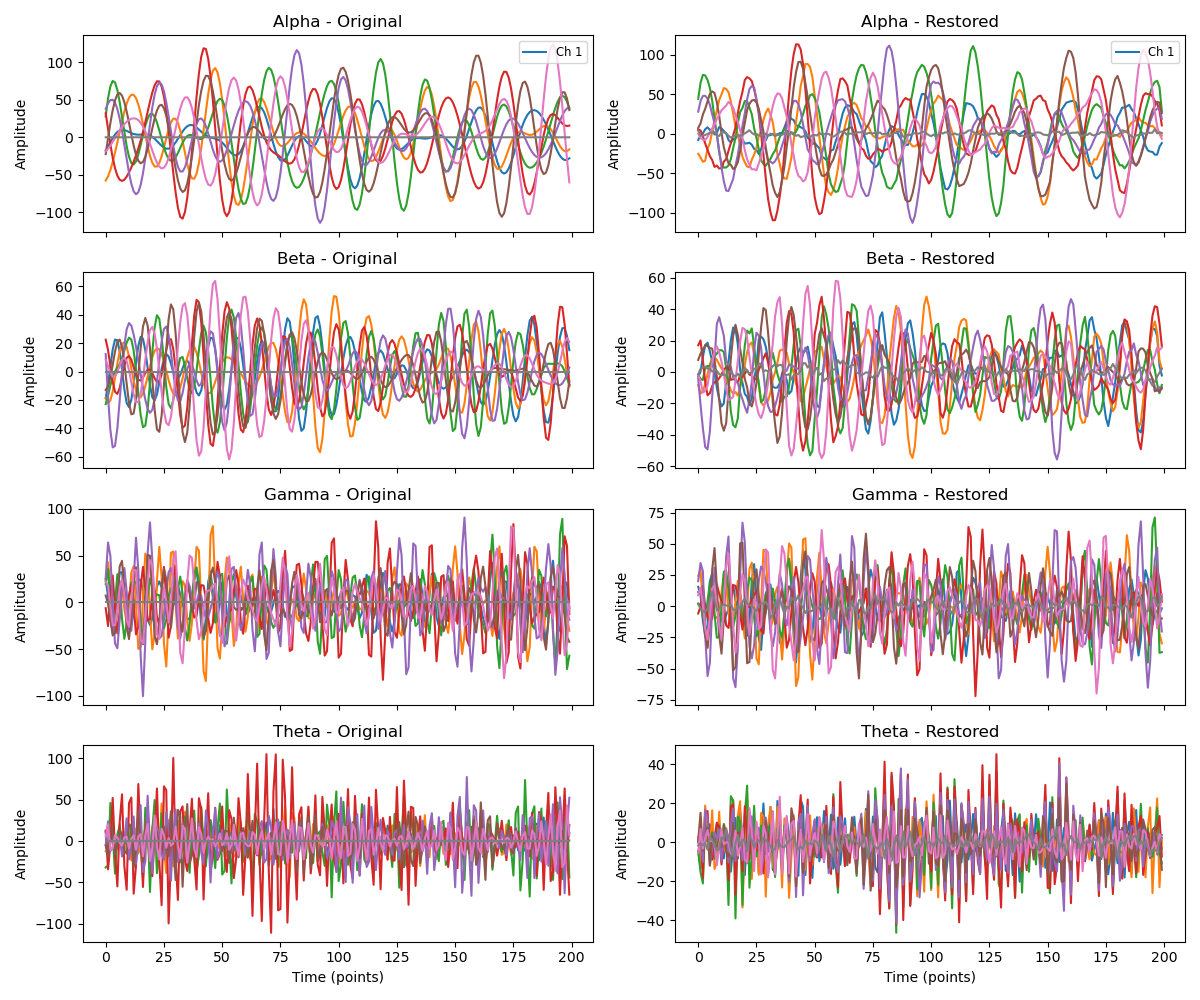 Alpha - Original
Alpha - Restored
Ch 1
Ch 1
Amplitude
Amplitude
100
50
0
−50
−100
100
50
0
−50
−100
Beta - Original
Beta - Restored
Amplitude
Amplitude
60
40
20
0
−20
−40
−60
60
40
20
0
−20
−40
−60
Gamma - Original
Gamma - Restored
Amplitude
Amplitude
100
50
0
−50
−100
75
50
25
0
−25
−50
−75
Theta - Original
Theta - Restored
Amplitude
Amplitude
100
50
0
−50
−100
40
20
0
−20
−40
0 25 50 75 100 125 150 175 200
0 25 50 75 100 125 150 175 200
Time (points)
Time (points)